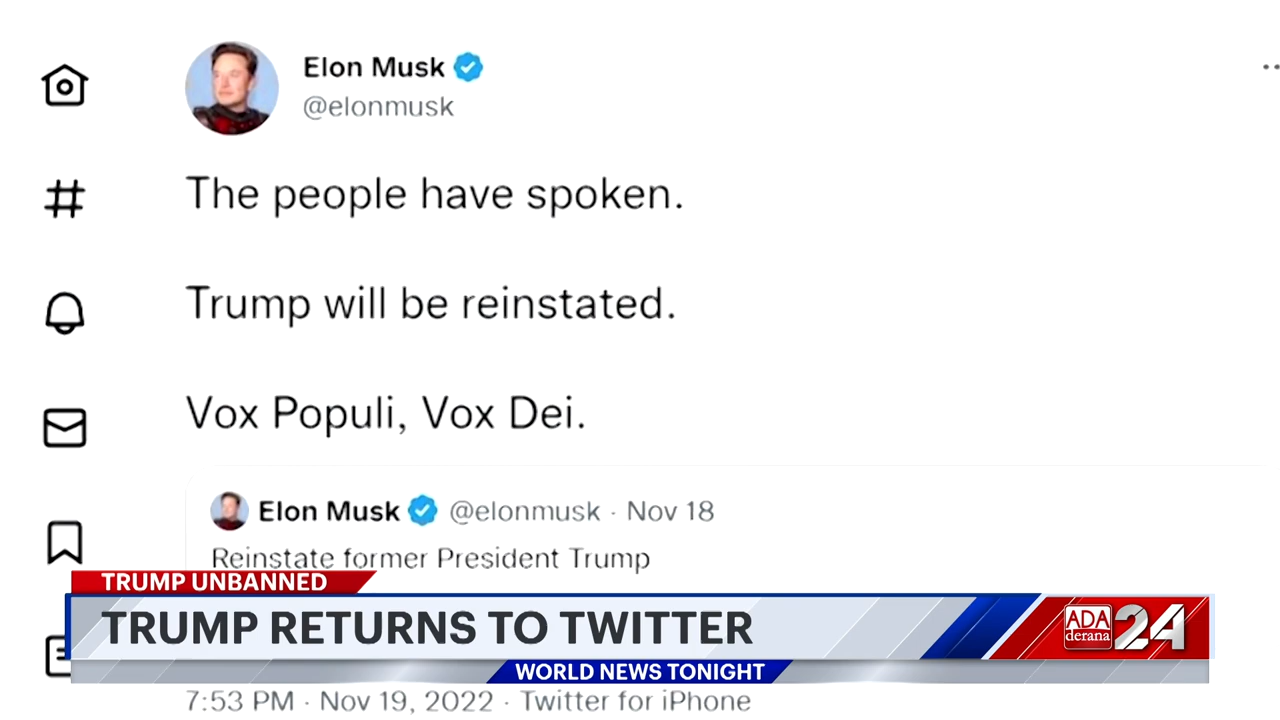 Elon Musk
@elonmusk
The people have spoken.
Trump will be reinstated.
Vox Populi, Vox Dei.
Elon Musk @elonmusk · Nov 18
Reinstate former President Trump
TRUMP UNBANNED
TRUMP RETURNS TO TWITTER
ADA
derana
24
WORLD NEWS TONIGHT
7:53 PM · Nov 19, 2022 · Twitter for iPhone